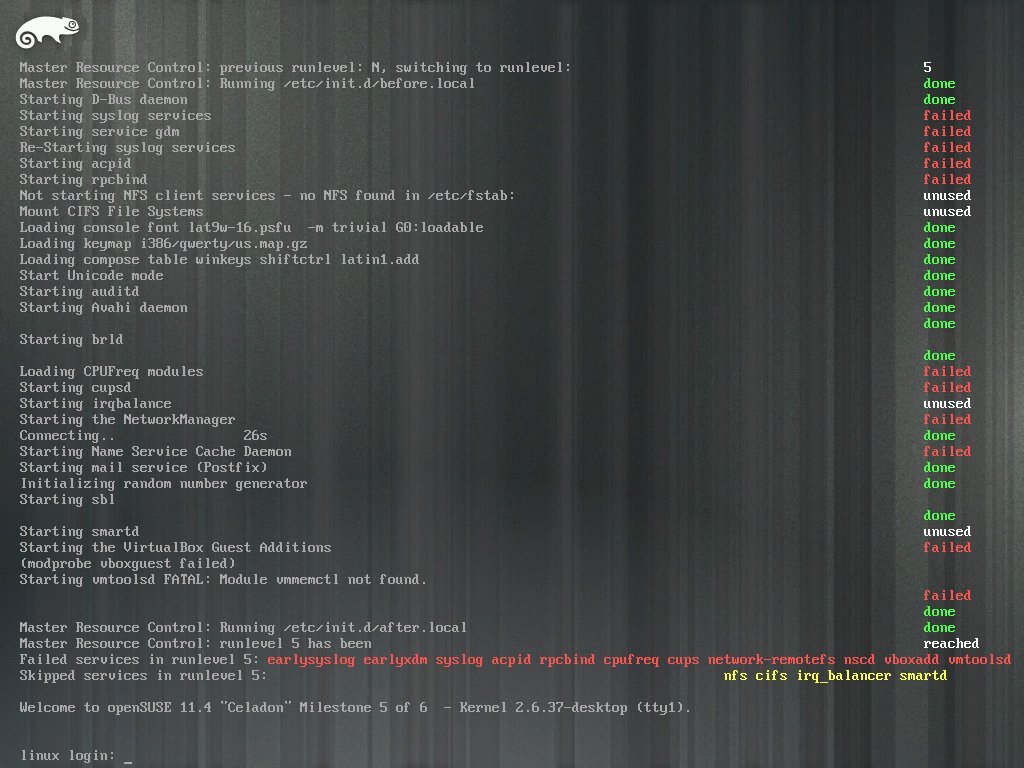 Master Resource Control: previous runlevel: N, switching to runlevel: 5
Master Resource Control: Running /etc/init.d/before.local done
Starting D-Bus daemon done
Starting syslog services failed
Starting service gdm failed
Re-Starting syslog services failed
Starting acpid failed
Starting rpcbind failed
Not starting NFS client services - no NFS found in /etc/fstab: unused
Mount CIFS File Systems unused
Loading console font lat9w-16.psfu  -m trivial G0:loadable done
Loading keymap i386/qwerty/us.map.gz done
Loading compose table winkeys shiftctrl latin1.add done
Start Unicode mode done
Starting auditd done
Starting Avahi daemon done
done
Starting brld
done
Loading CPUFreq modules failed
Starting cupsd failed
Starting irqbalance unused
Starting the NetworkManager failed
Connecting.. 26s done
Starting Name Service Cache Daemon failed
Starting mail service (Postfix) done
Initializing random number generator done
Starting sbl
done
Starting smartd unused
Starting the VirtualBox Guest Additions failed
(modprobe vboxguest failed)
Starting vmtoolsd FATAL: Module vmmemctl not found.
failed
done
Master Resource Control: Running /etc/init.d/after.local done
Master Resource Control: runlevel 5 has been reached
Failed services in runlevel 5: earlysyslog earlyxdm syslog acpid rpcbind cpufreq cups network-remotefs nscd vboxadd vmtoolsd
Skipped services in runlevel 5: nfs cifs irq_balancer smartd
Welcome to openSUSE 11.4 "Celadon" Milestone 5 of 6  - Kernel 2.6.37-desktop (tty1).
linux login: _